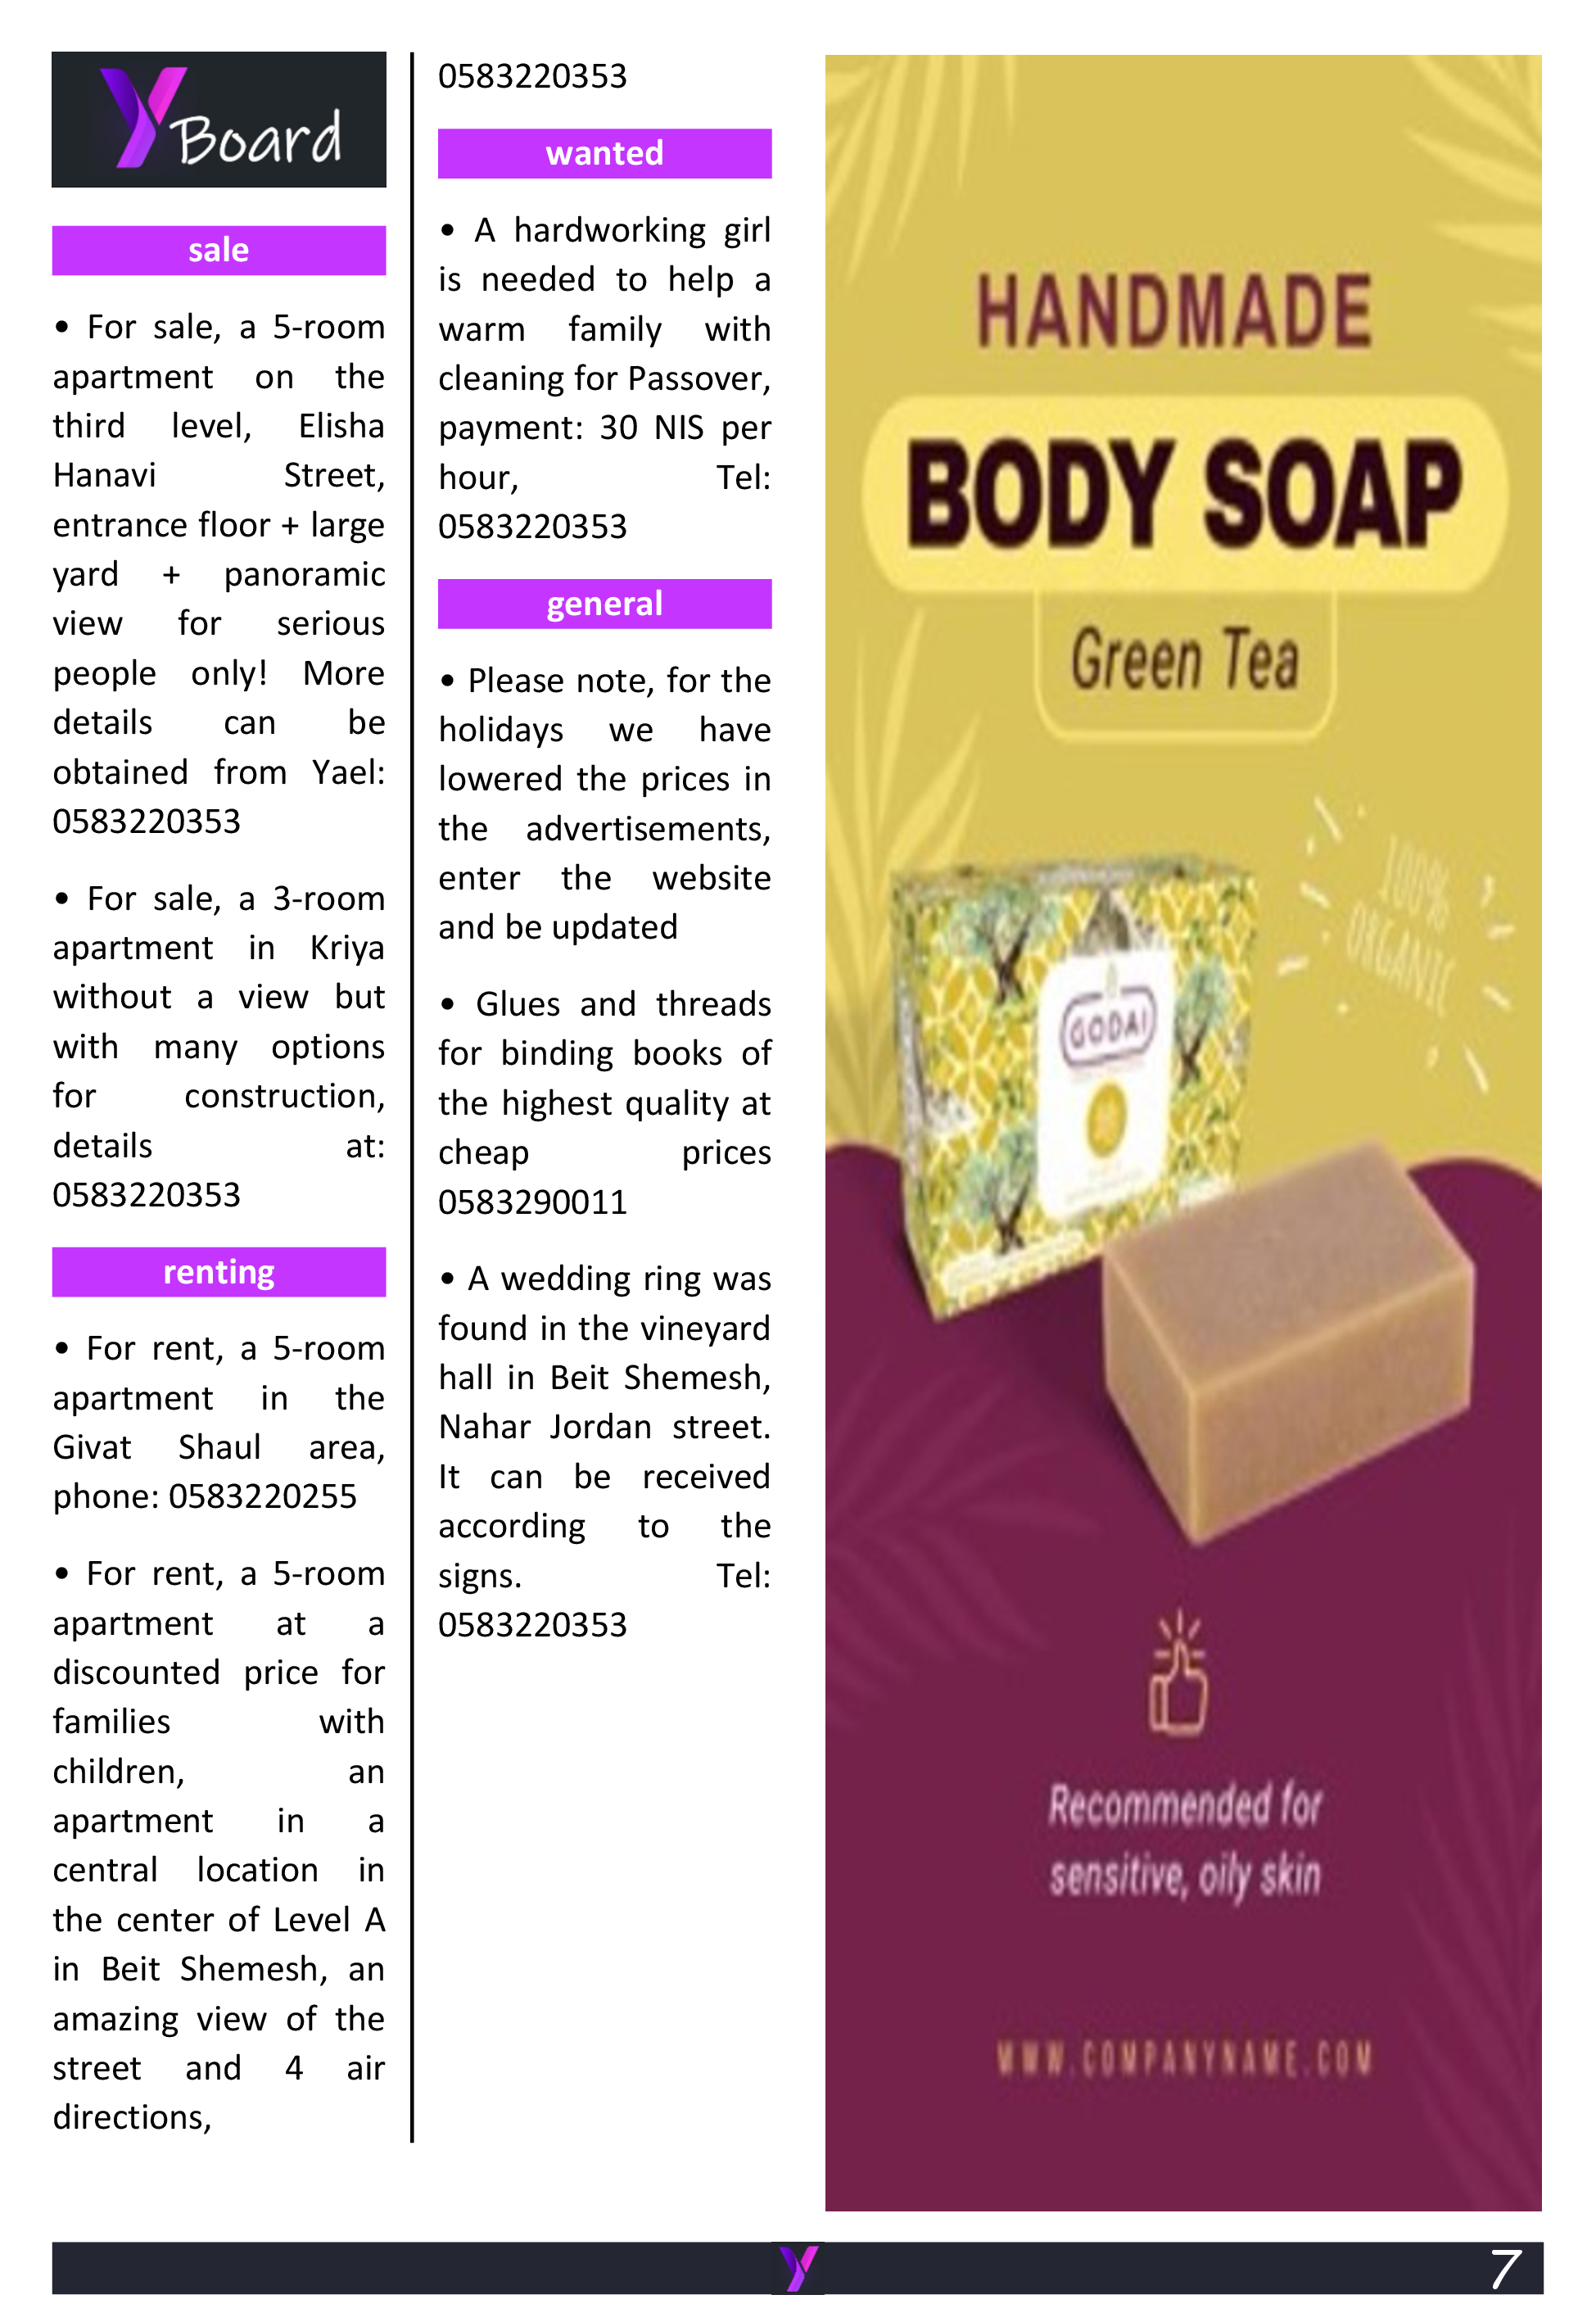 Y Board
sale
• For sale, a 5-room
apartment on the
third level, Elisha
Hanavi Street,
entrance floor + large
yard + panoramic
view for serious
people only! More
details can be
obtained from Yael:
0583220353
• For sale, a 3-room
apartment in Kriya
without a view but
with many options
for construction,
details at:
0583220353
renting
• For rent, a 5-room
apartment in the
Givat Shaul area,
phone: 0583220255
• For rent, a 5-room
apartment at a
discounted price for
families with
children, an
apartment in a
central location in
the center of Level A
in Beit Shemesh, an
amazing view of the
street and 4 air
directions,
0583220353
wanted
• A hardworking girl
is needed to help a
warm family with
cleaning for Passover,
payment: 30 NIS per
hour, Tel:
0583220353
general
• Please note, for the
holidays we have
lowered the prices in
the advertisements,
enter the website
and be updated
• Glues and threads
for binding books of
the highest quality at
cheap prices
0583290011
• A wedding ring was
found in the vineyard
hall in Beit Shemesh,
Nahar Jordan street.
It can be received
according to the
signs. Tel:
0583220353
HANDMADE
BODY SOAP
Green Tea
100%
ORGANIC
GODAI
Recommended for
sensitive, oily skin
WWW.COMPANYNAME.COM
Y
7